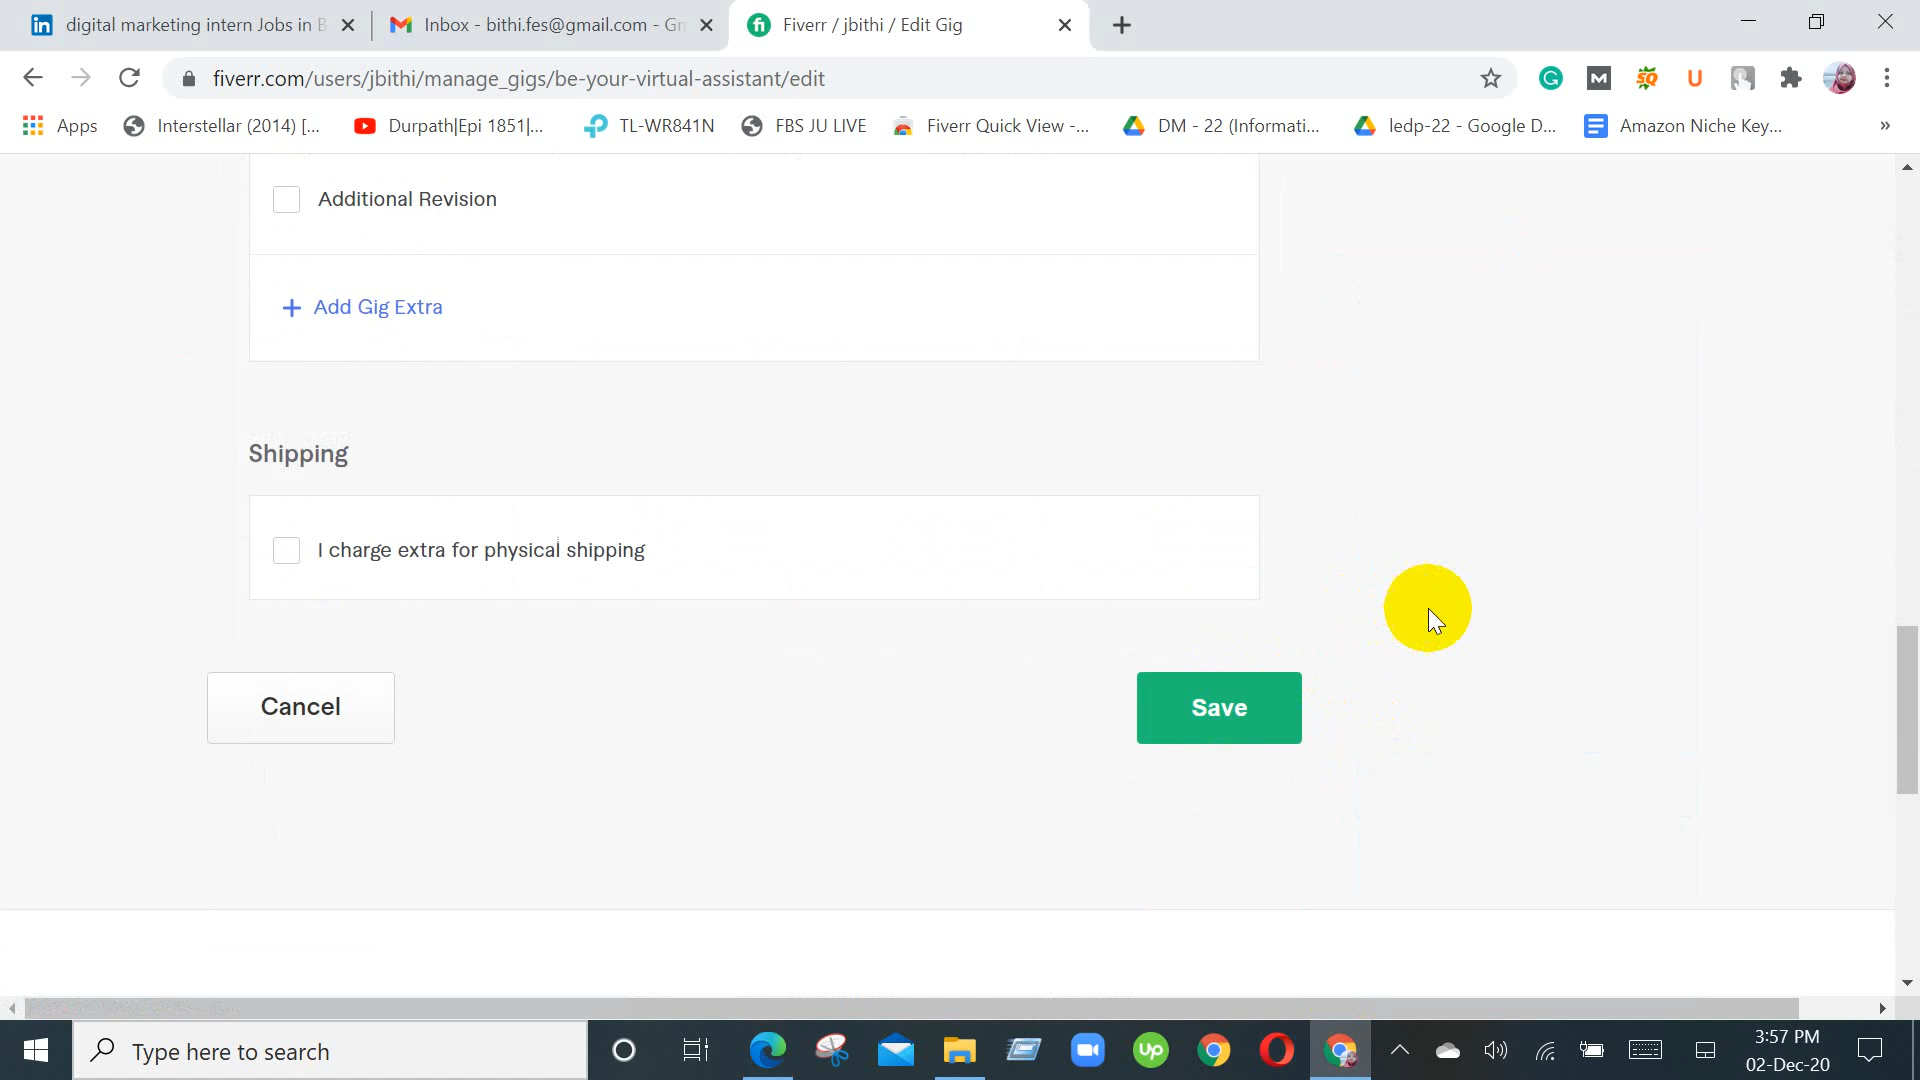 digital marketing intern Jobs in B
Inbox - bithi.fes@gmail.com - Gm
Fiverr / jbithi / Edit Gig
fiverr.com/users/jbithi/manage_gigs/be-your-virtual-assistant/edit
Apps
Interstellar (2014) [...
Durpath|Epi 1851|...
TL-WR841N
FBS JU LIVE
Fiverr Quick View -...
DM - 22 (Informati...
ledp-22 - Google D...
Amazon Niche Key...
»
Additional Revision
+ Add Gig Extra
Shipping
I charge extra for physical shipping
Cancel
Save
Type here to search
3:57 PM
02-Dec-20